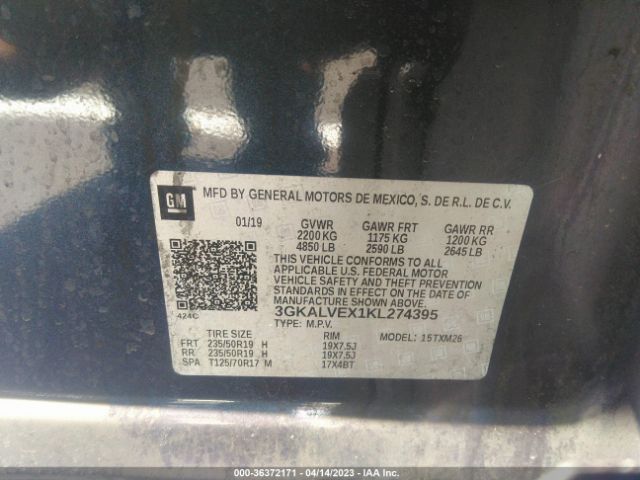 GM
MFD BY GENERAL MOTORS DE MEXICO, S. DE R.L. DE C.V.
01/19 GVWR GAWR FRT GAWR RR
2200 KG 1175 KG 1200 KG
4850 LB 2590 LB 2645 LB
THIS VEHICLE CONFORMS TO ALL
APPLICABLE U.S. FEDERAL MOTOR
VEHICLE SAFETY, BUMPER, AND THEFT PREVENTION
STANDARDS IN EFFECT ON THE DATE OF
MANUFACTURE SHOWN ABOVE.
424C
3GKALVEX1KL274395
TYPE: M.P.V.
TIRE SIZE RIM MODEL: 1STXM26
FRT 235/50R19 H 19X7.5J
RR 235/50R19 H 19X7.5J
SPA T125/70R17 M 17X4BT
000-36372171 - 04/14/2023 - IAA Inc.